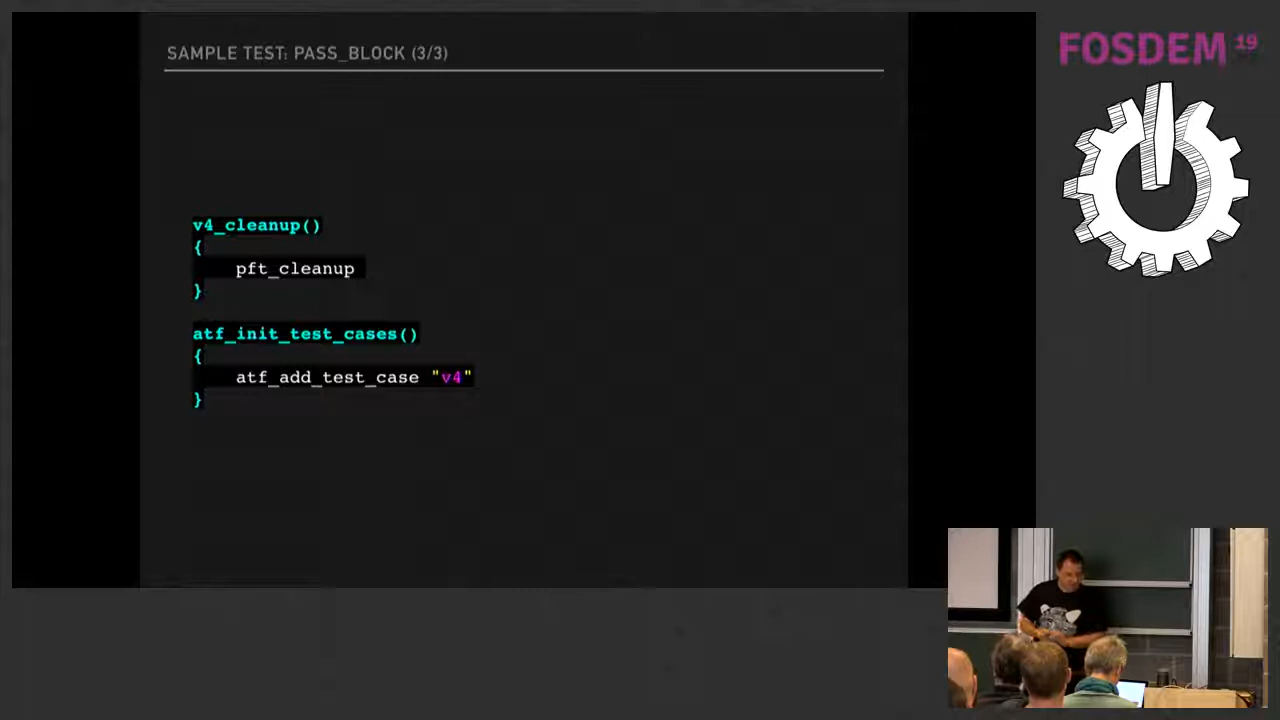 SAMPLE TEST: PASS_BLOCK (3/3)
FOSDEM 19
v4_cleanup()
{
pft_cleanup
}
atf_init_test_cases()
{
atf_add_test_case "v4"
}